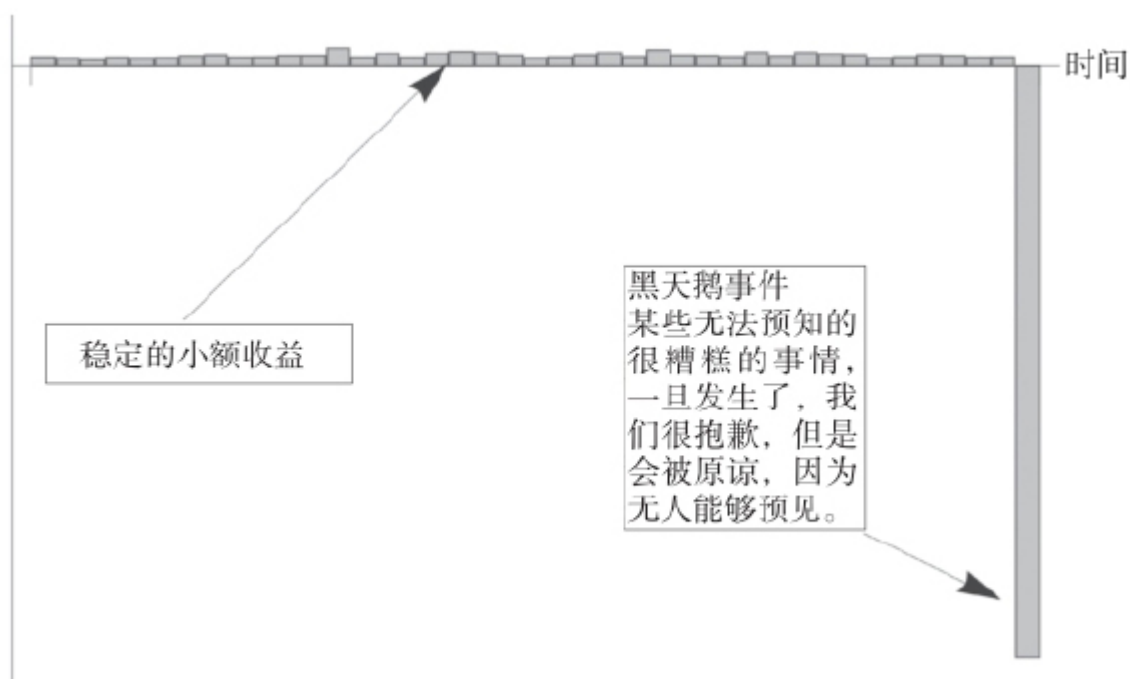 时间
稳定的小额收益
黑天鹅事件
某些无法预知的
很糟糕的事情，
一旦发生了，我
们很抱歉，但是
会被原谅，因为
无人能够预见。